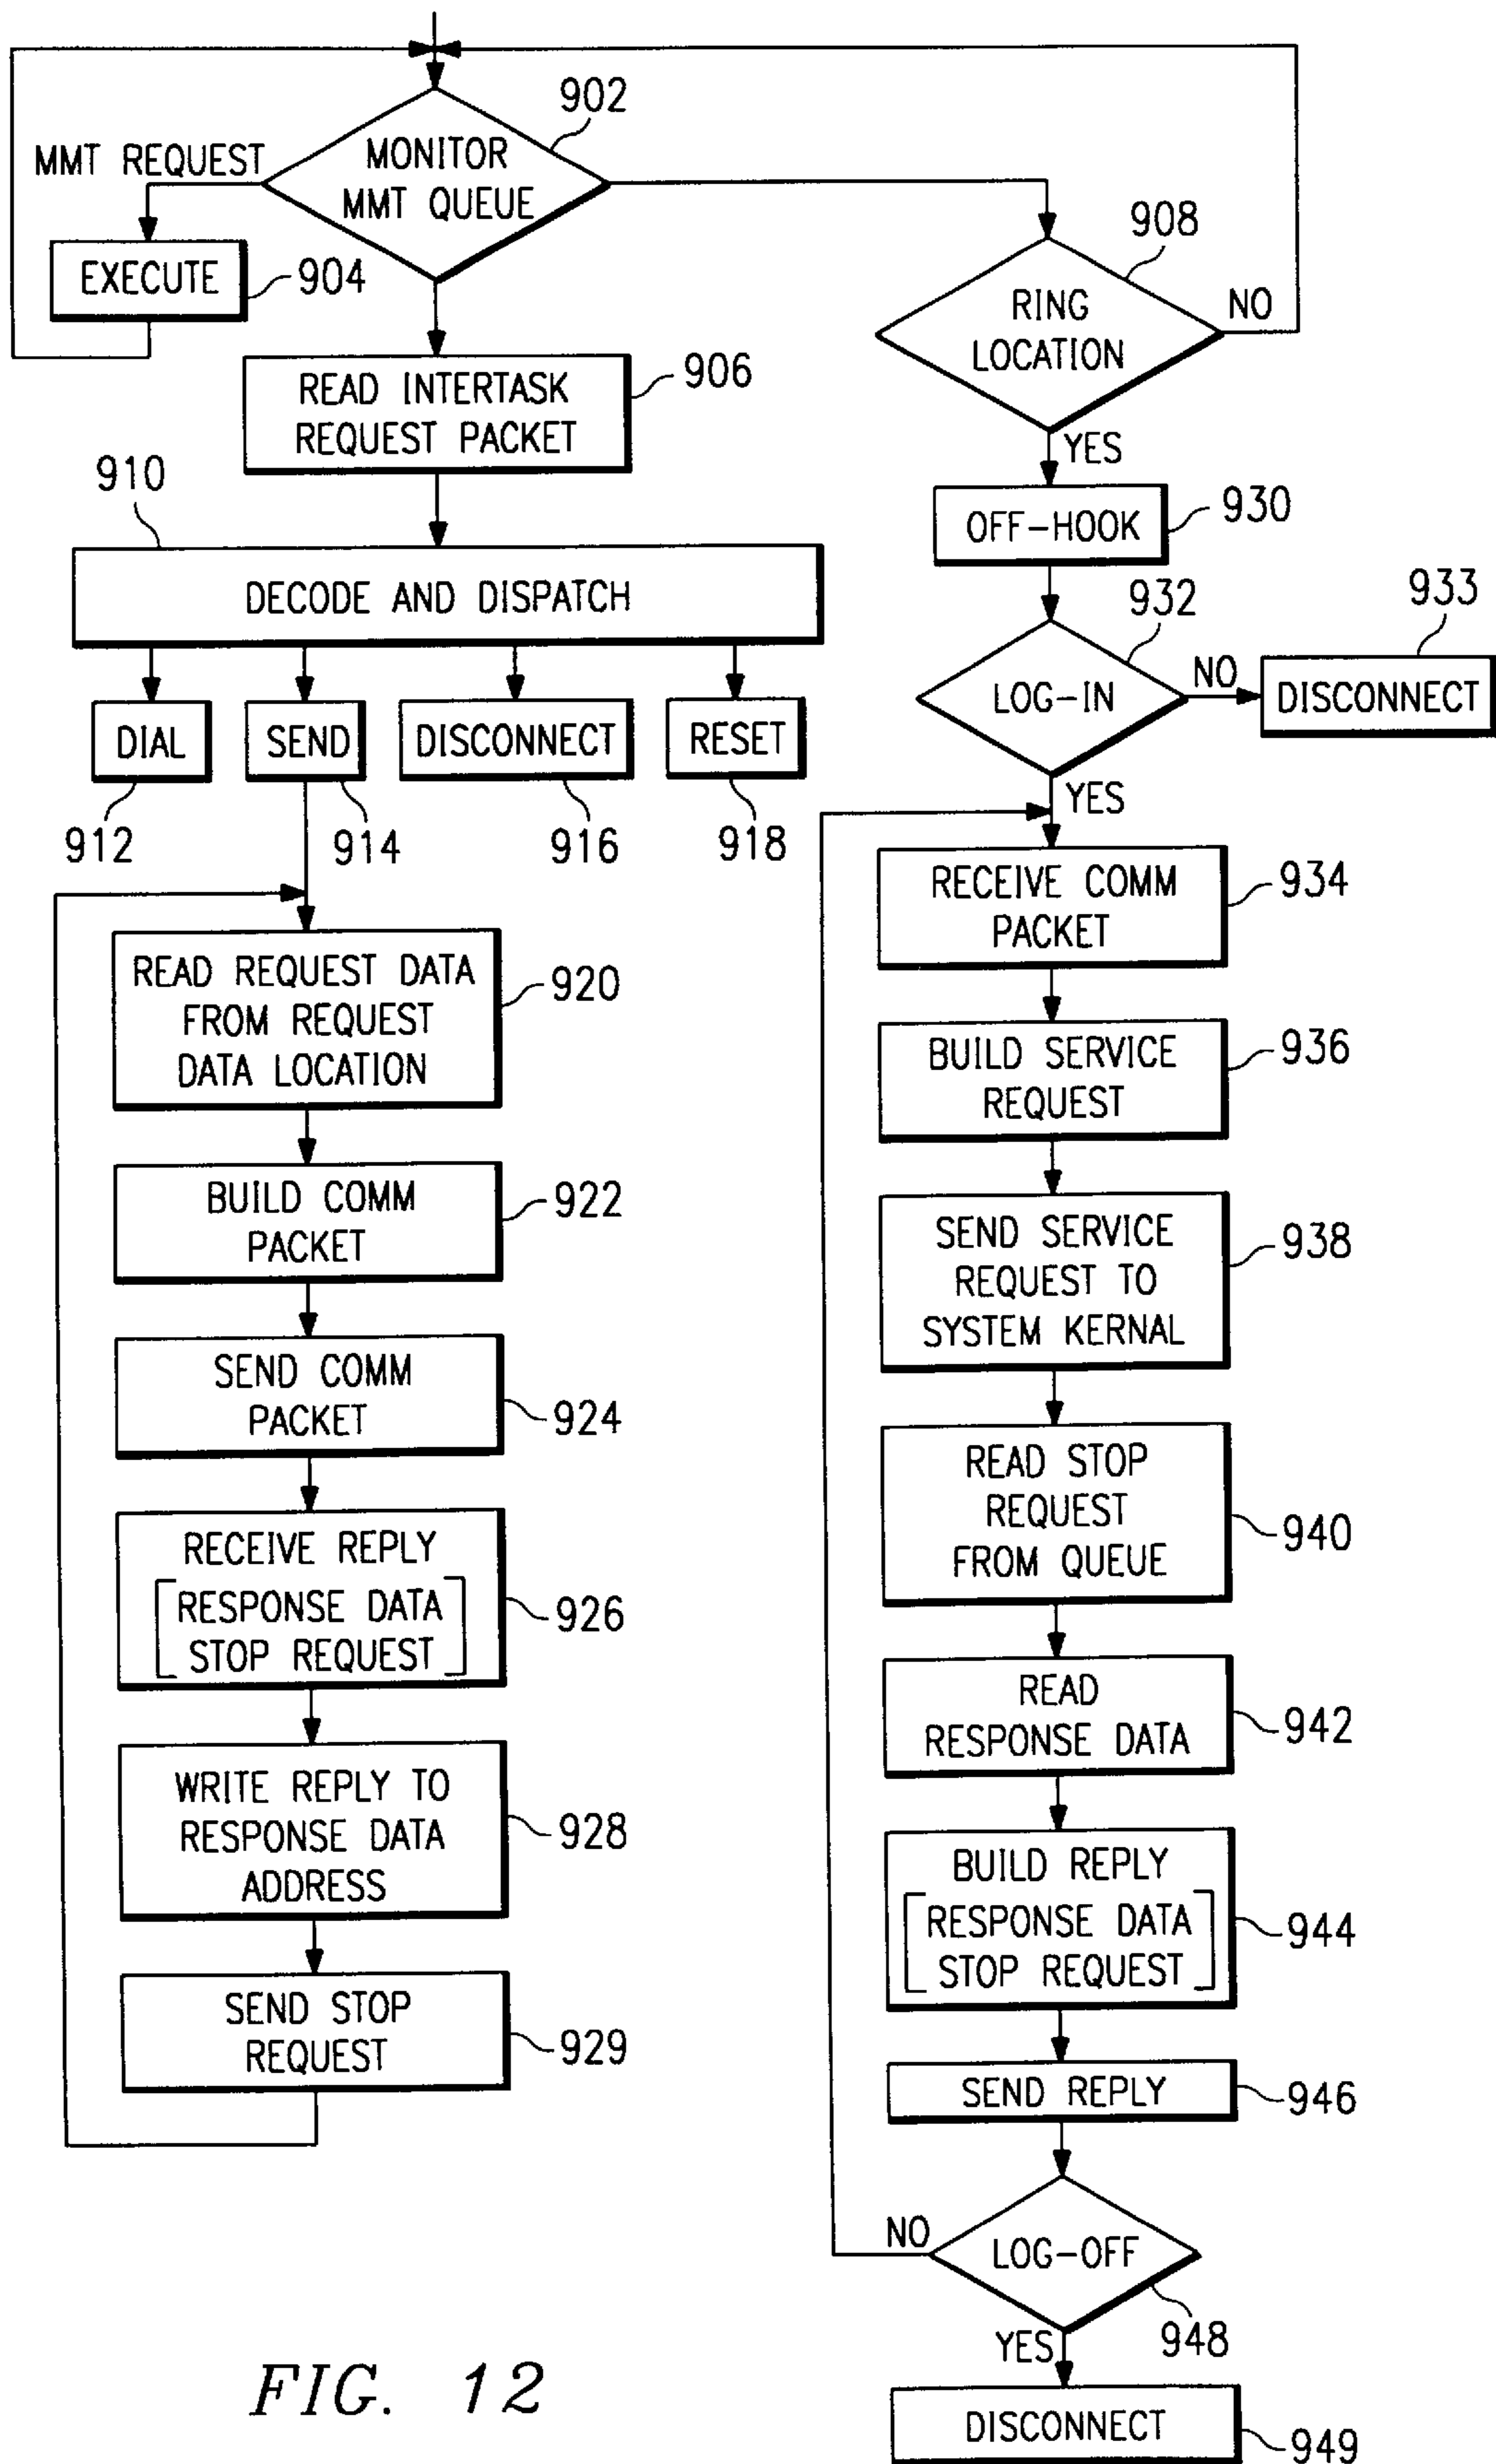 902
MONITOR
MMT QUEUE
MMT REQUEST
EXECUTE
904
908
RING
LOCATION
NO
YES
READ INTERTASK
REQUEST PACKET
906
910
DECODE AND DISPATCH
DIAL
SEND
DISCONNECT
RESET
912
914
916
918
READ REQUEST DATA
FROM REQUEST
DATA LOCATION
920
BUILD COMM
PACKET
922
SEND COMM
PACKET
924
RECEIVE REPLY
RESPONSE DATA
STOP REQUEST
926
WRITE REPLY TO
RESPONSE DATA
ADDRESS
928
SEND STOP
REQUEST
929
OFF-HOOK
930
932
LOG-IN
NO
933
DISCONNECT
YES
RECEIVE COMM
PACKET
934
BUILD SERVICE
REQUEST
936
SEND SERVICE
REQUEST TO
SYSTEM KERNAL
938
READ STOP
REQUEST
FROM QUEUE
940
READ
RESPONSE DATA
942
BUILD REPLY
RESPONSE DATA
STOP REQUEST
944
SEND REPLY
946
NO
LOG-OFF
948
YES
DISCONNECT
949
FIG. 12